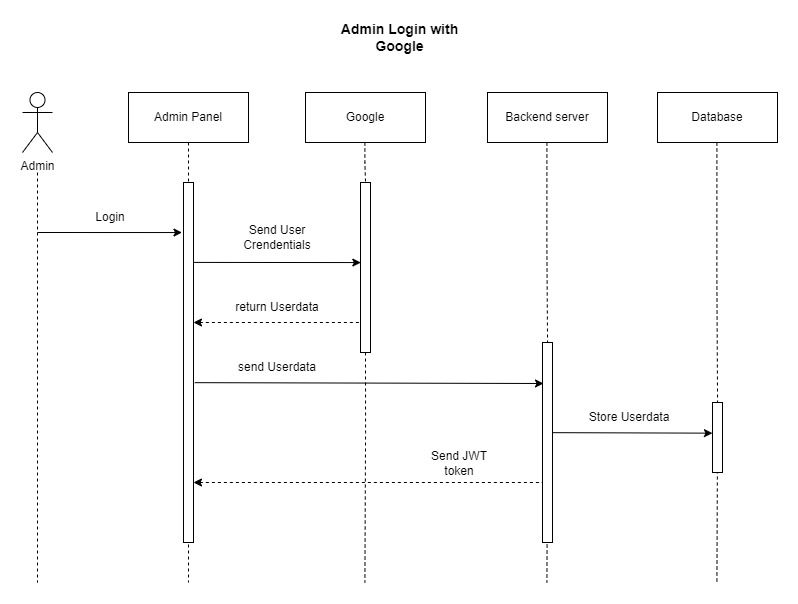 Admin Login with
Google
Admin Panel
Google
Backend server
Database
Admin
Login
Send User
Crendentials
return Userdata
send Userdata
Store Userdata
Send JWT
token